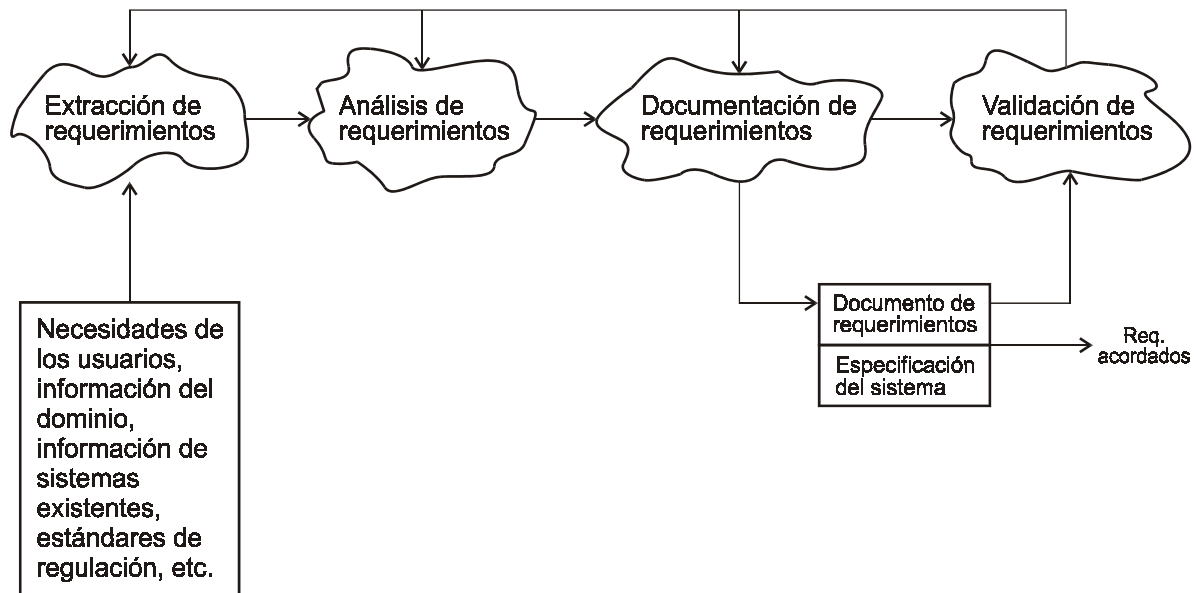 Extracción de
requerimientos
Análisis de
requerimientos
Documentación de
requerimientos
Validación de
requerimientos
Necesidades de
los usuarios,
información del
dominio,
información de
sistemas
existentes,
estándares de
regulación, etc.
Documento de
requerimientos
Especificación
del sistema
Req.
acordados